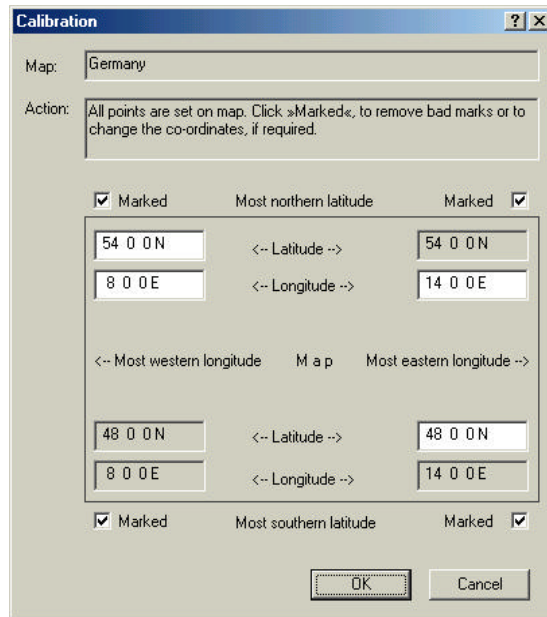 Calibration
Map: Germany
Action: All points are set on map. Click »Marked«, to remove bad marks or to
change the co-ordinates, if required.
Marked Most northern latitude Marked
54 0 0N <-- Latitude --> 54 0 0N
8 0 0E <-- Longitude --> 14 0 0E
<-- Most western longitude M a p Most eastern longitude -->
48 0 0N <-- Latitude --> 48 0 0N
8 0 0E <-- Longitude --> 14 0 0E
Marked Most southern latitude Marked
OK Cancel